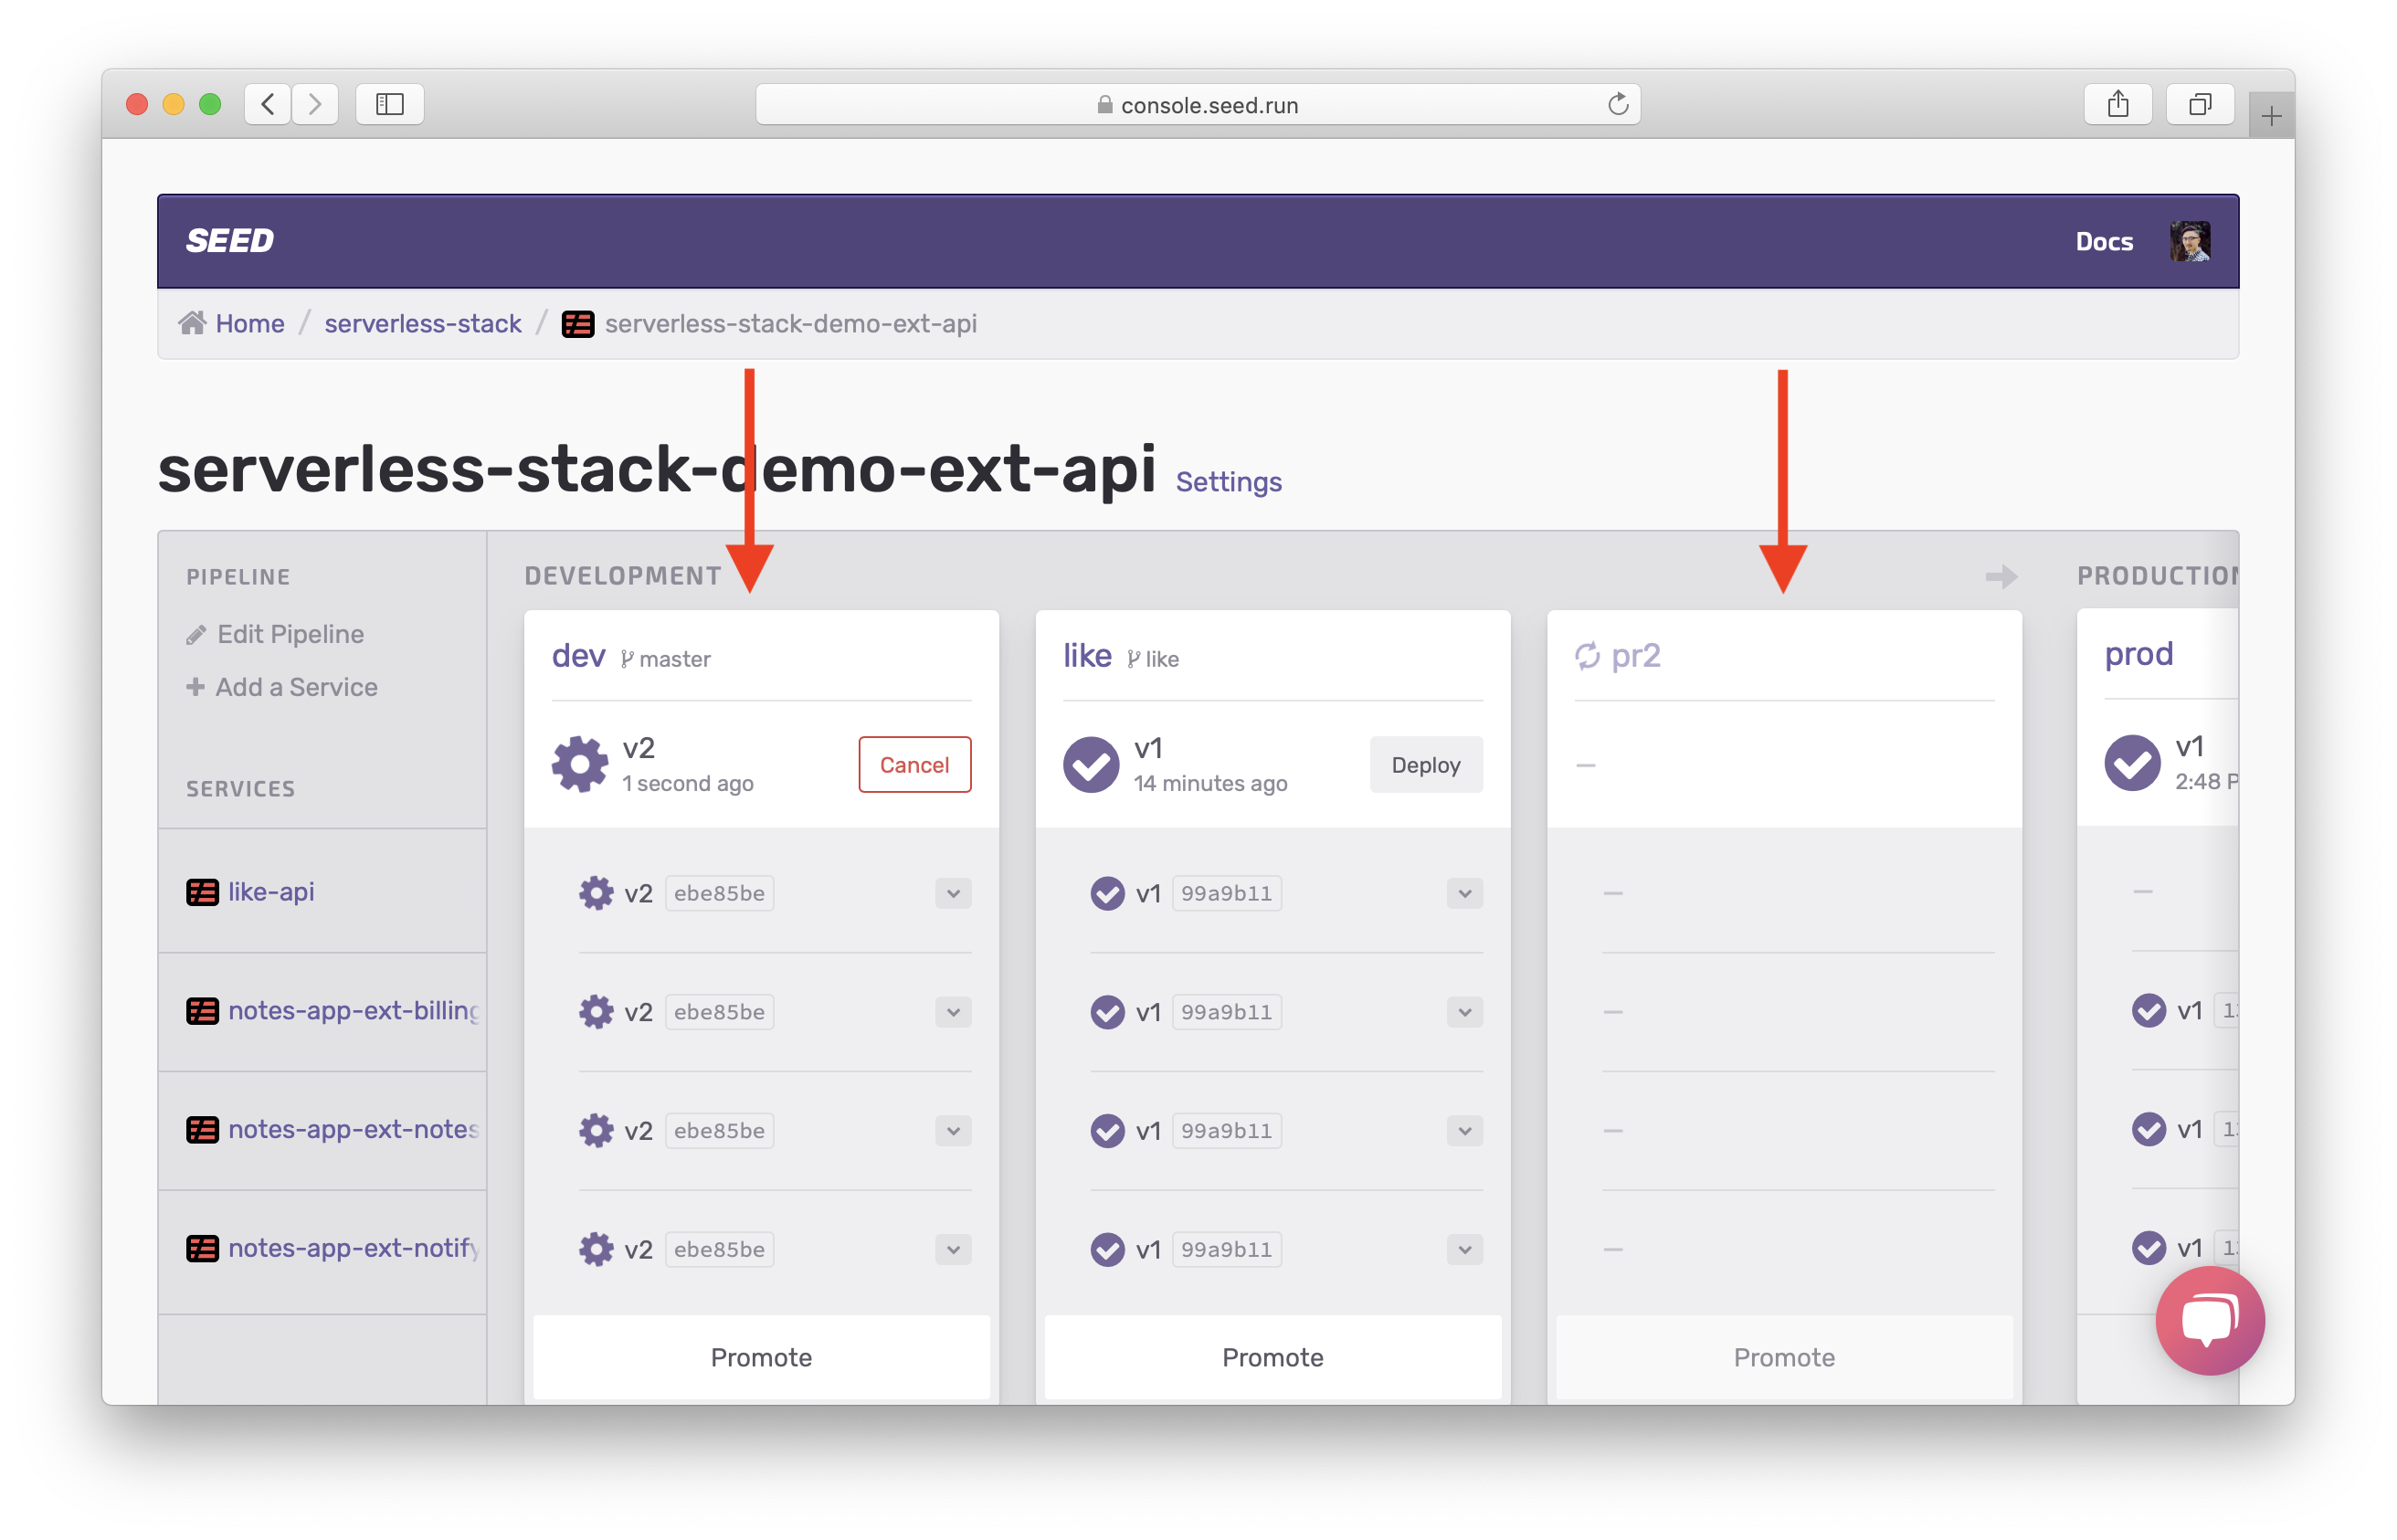 console.seed.run
SEED
Docs
Home / serverless-stack / serverless-stack-demo-ext-api
serverless-stack-demo-ext-api Settings
PIPELINE
Edit Pipeline
Add a Service
SERVICES
like-api
notes-app-ext-billing
notes-app-ext-notes
notes-app-ext-notify
DEVELOPMENT
dev master
v2
1 second ago
Cancel
v2 ebe85be
v2 ebe85be
v2 ebe85be
v2 ebe85be
Promote
like like
v1
14 minutes ago
Deploy
v1 99a9b11
v1 99a9b11
v1 99a9b11
v1 99a9b11
Promote
pr2
–
–
–
–
–
Promote
PRODUCTION
prod
v1
2:48 P
–
v1 1
v1 1
v1 1